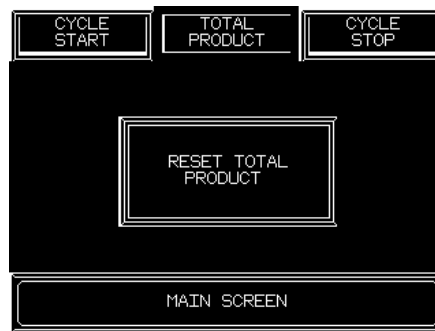 CYCLE
START
TOTAL
PRODUCT
CYCLE
STOP
RESET TOTAL
PRODUCT
MAIN SCREEN